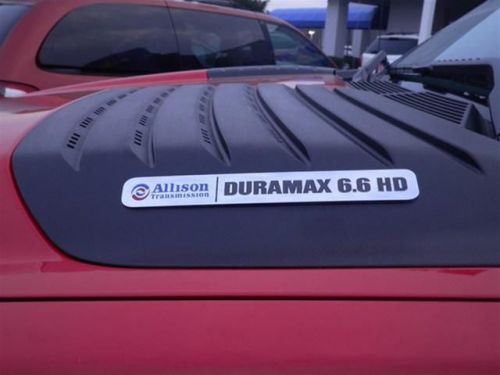 Allison DURAMAX 6.6 HD
Transmission